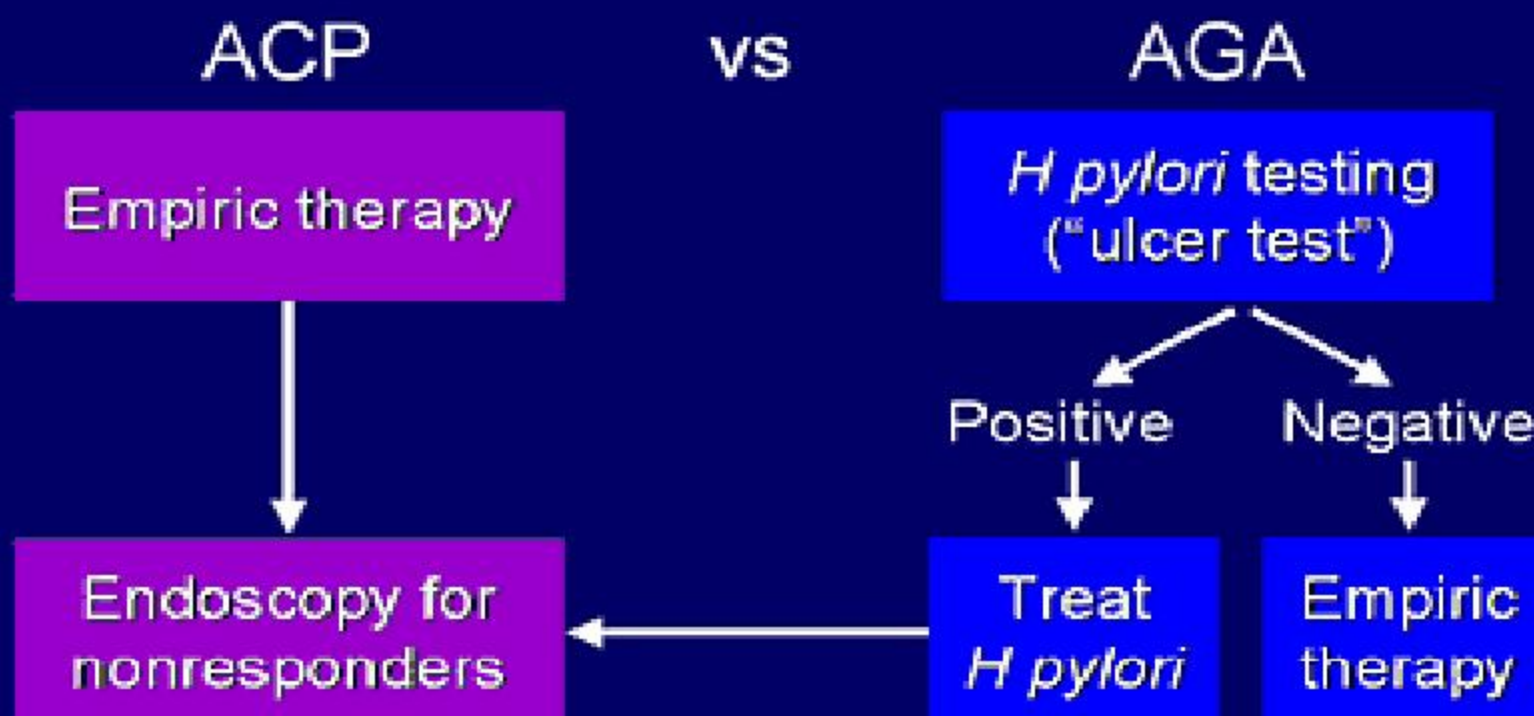 ACP vs AGA
Empiric therapy
H pylori testing
("ulcer test")
Positive Negative
Endoscopy for
nonresponders
Treat
H pylori
Empiric
therapy